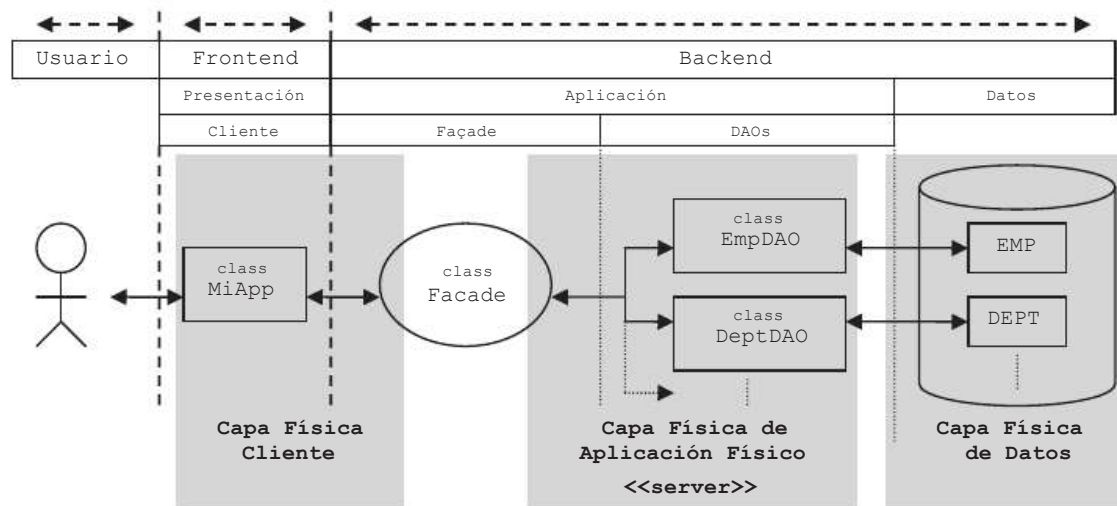 Usuario Frontend Backend
Presentación Aplicación Datos
Cliente Façade DAOs
class
MiApp
class
Facade
class
EmpDAO
class
DeptDAO
EMP
DEPT
Capa Física
Cliente
Capa Física de
Aplicación Físico
<<server>>
Capa Física
de Datos